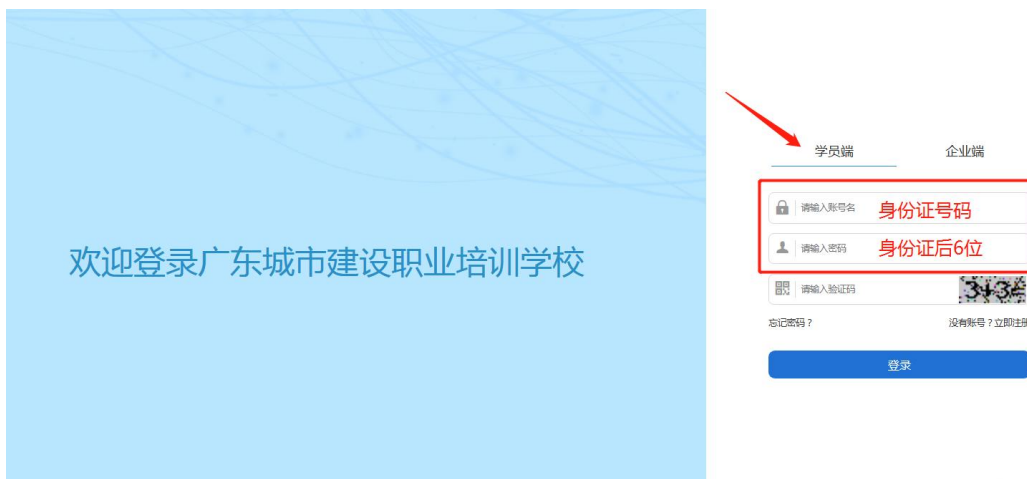 欢迎登录广东城市建设职业培训学校
学员端 企业端
请输入账号名 身份证号码
请输入密码 身份证后6位
请输入验证码
忘记密码？ 没有账号？立即注册
登录